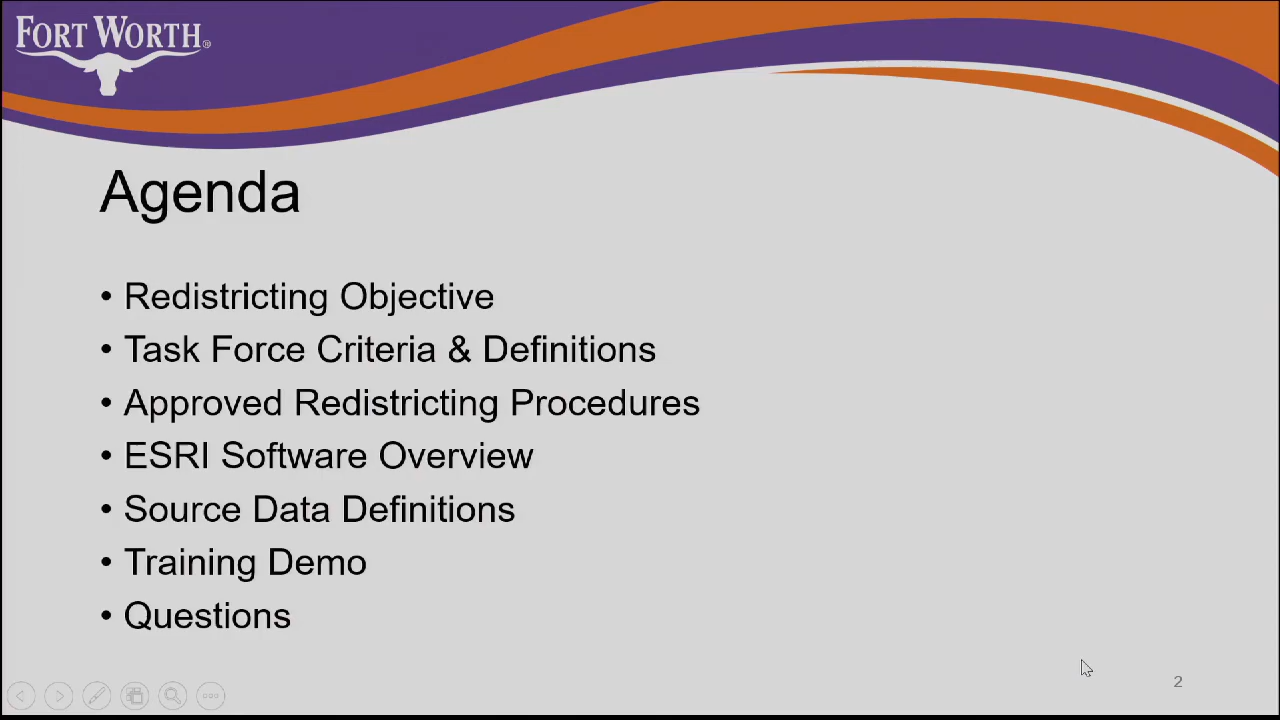 FORT WORTH®
Agenda
• Redistricting Objective
• Task Force Criteria & Definitions
• Approved Redistricting Procedures
• ESRI Software Overview
• Source Data Definitions
• Training Demo
• Questions
2